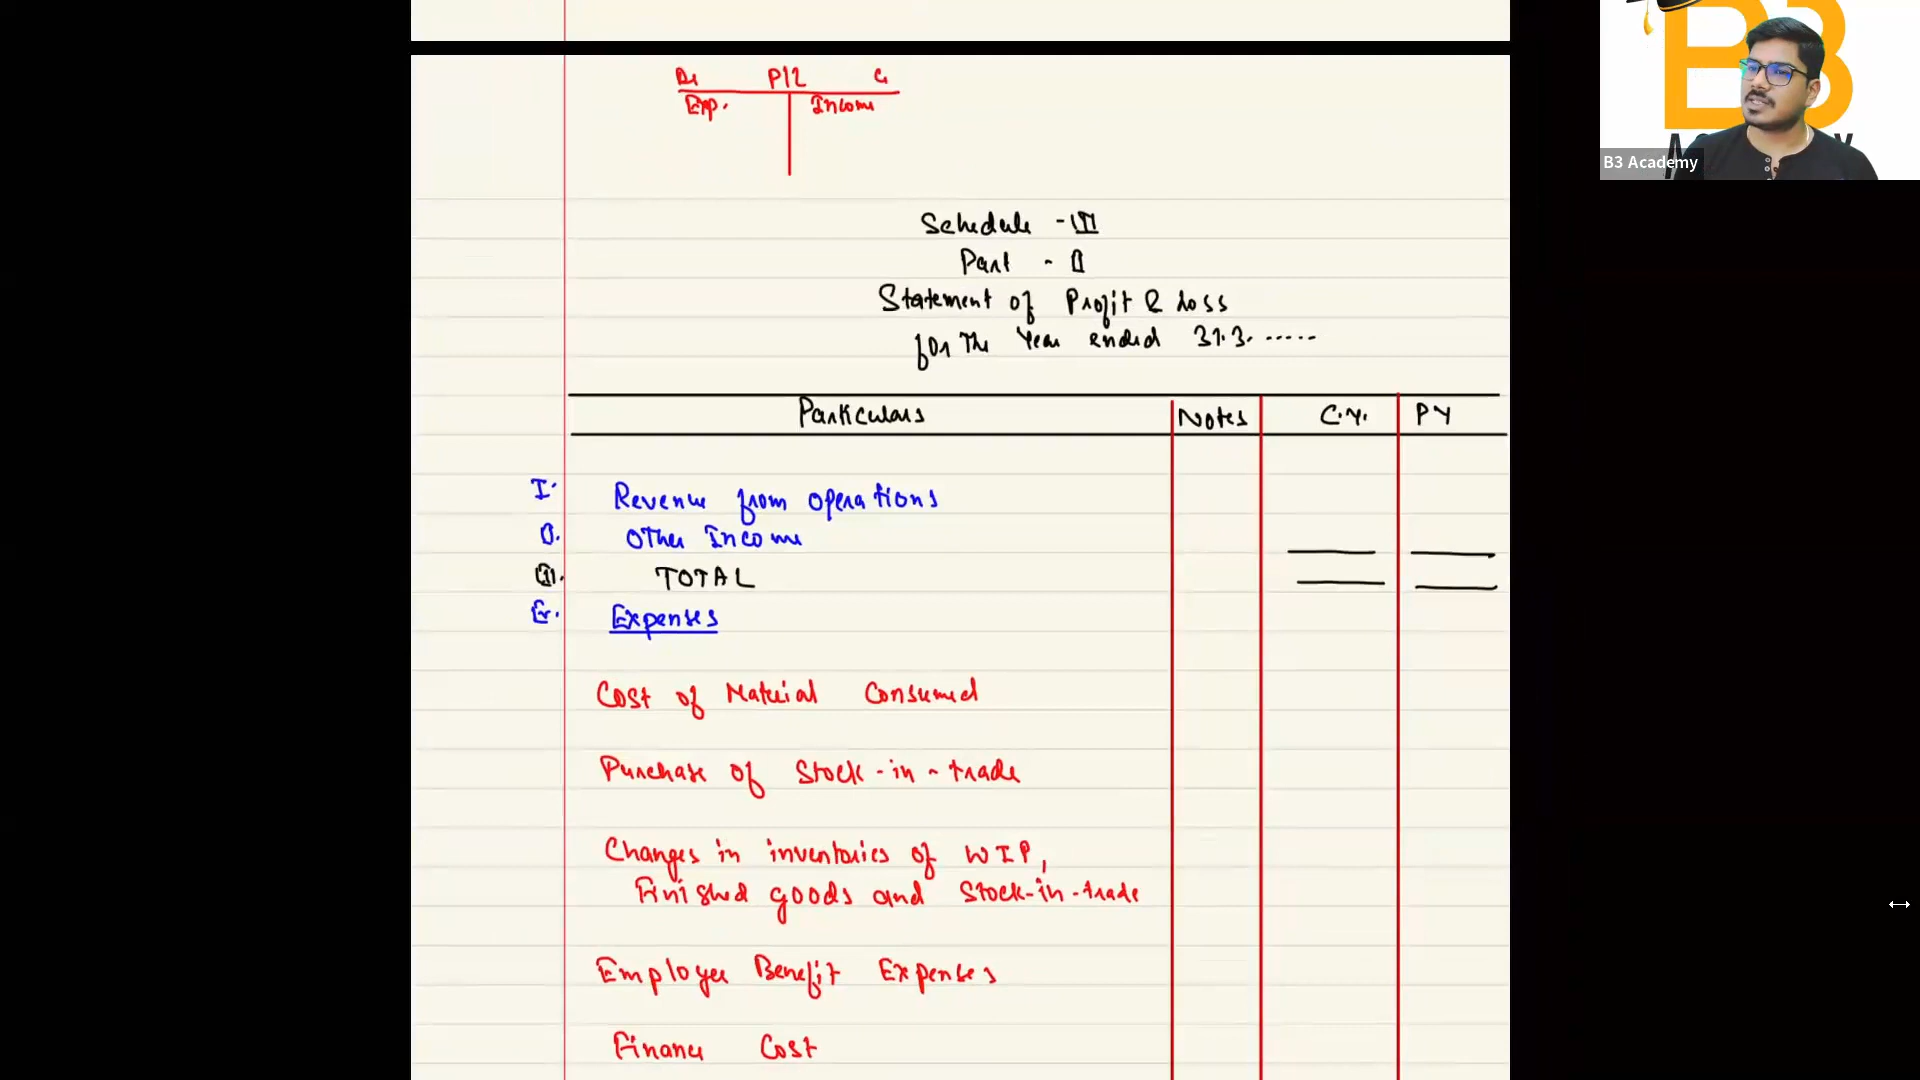 Dr P/L Cr
Exp. Income
Schedule - III
Part - II
Statement of Profit & Loss
for The Year ended 31.3. .....
Particulars Notes C.Y. PY
I. Revenue from operations
II. Other Income
III. TOTAL
IV. Expenses
Cost of Material Consumed
Purchase of Stock-in-trade
Changes in inventories of WIP,
Finished goods and Stock-in-trade
Employee Benefit Expenses
Finance Cost
B3
B3 Academy